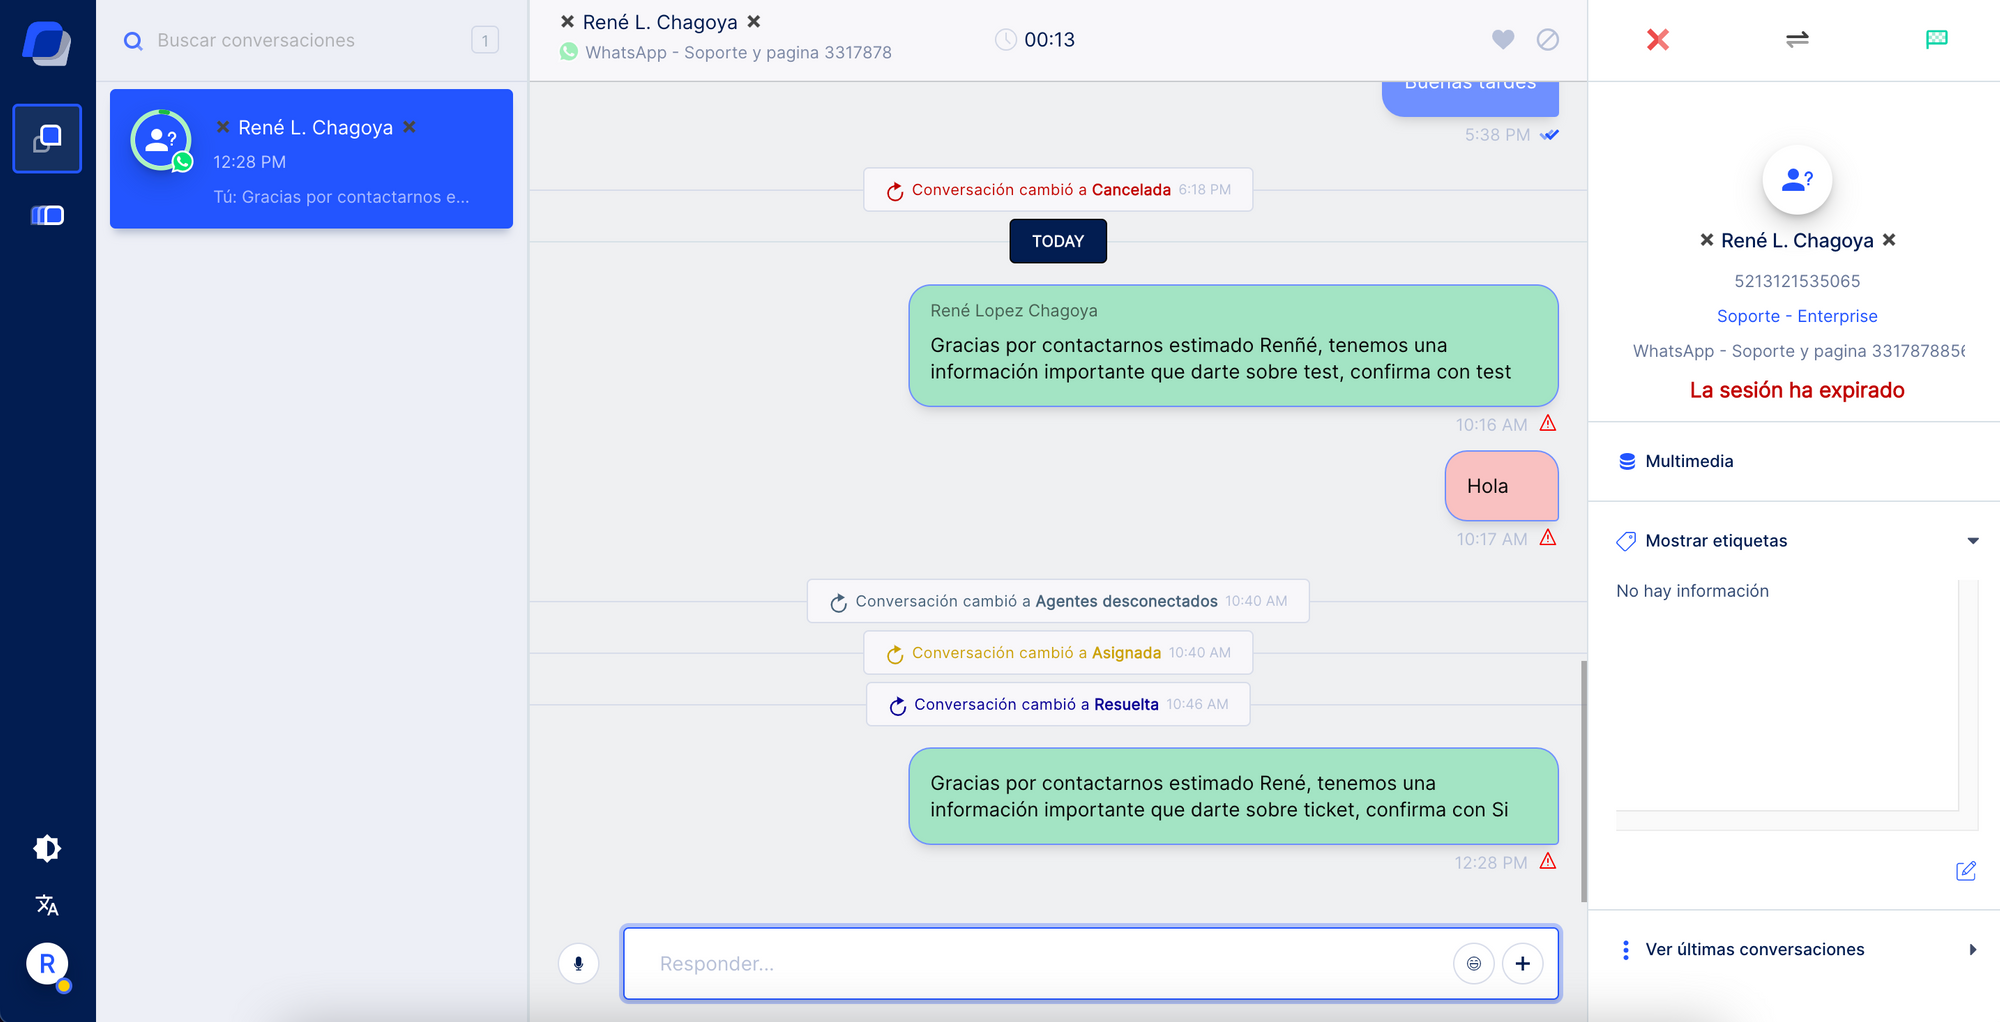 Buscar conversaciones
1
René L. Chagoya
12:28 PM
Tú: Gracias por contactarnos e...
René L. Chagoya
WhatsApp - Soporte y pagina 3317878
00:13
Buenas tardes
5:38 PM
Conversación cambió a Cancelada 6:18 PM
TODAY
René Lopez Chagoya
Gracias por contactarnos estimado Renñé, tenemos una
información importante que darte sobre test, confirma con test
10:16 AM
Hola
10:17 AM
Conversación cambió a Agentes desconectados 10:40 AM
Conversación cambió a Asignada 10:40 AM
Conversación cambió a Resuelta 10:46 AM
Gracias por contactarnos estimado René, tenemos una
información importante que darte sobre ticket, confirma con Si
12:28 PM
Responder...
R
René L. Chagoya
5213121535065
Soporte - Enterprise
WhatsApp - Soporte y pagina 3317878856
La sesión ha expirado
Multimedia
Mostrar etiquetas
No hay información
Ver últimas conversaciones